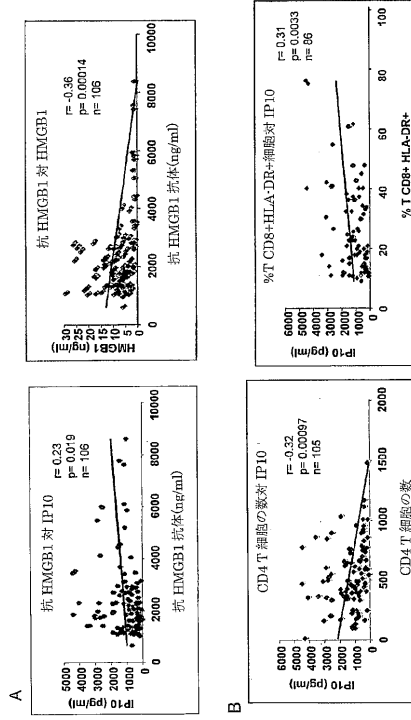 A
抗 HMGB1 対 IP10
r= 0.23
p= 0.019
n= 106
IP10 (pg/ml)
5000
4000
3000
2000
1000
0
0
2000
4000
6000
8000
10000
抗 HMGB1 抗体(ng/ml)
抗 HMGB1 対 HMGB1
r= -0.36
p= 0.00014
n= 106
HMGB1 (ng/ml)
30
25
20
15
10
5
0
0
2000
4000
6000
8000
10000
抗 HMGB1 抗体(ng/ml)
B
CD4 T 細胞の数対 IP10
r= -0.32
p= 0.00097
n= 105
IP10 (pg/ml)
6000
5000
4000
3000
2000
1000
0
0
500
1000
1500
2000
CD4 T 細胞の数
%T CD8+HLA-DR+細胞対 IP10
r= 0.31
p= 0.0033
n= 86
IP10 (pg/ml)
60000
50000
40000
30000
21000
1000
0
0
20
40
60
80
100
% T CD8+ HLA-DR+